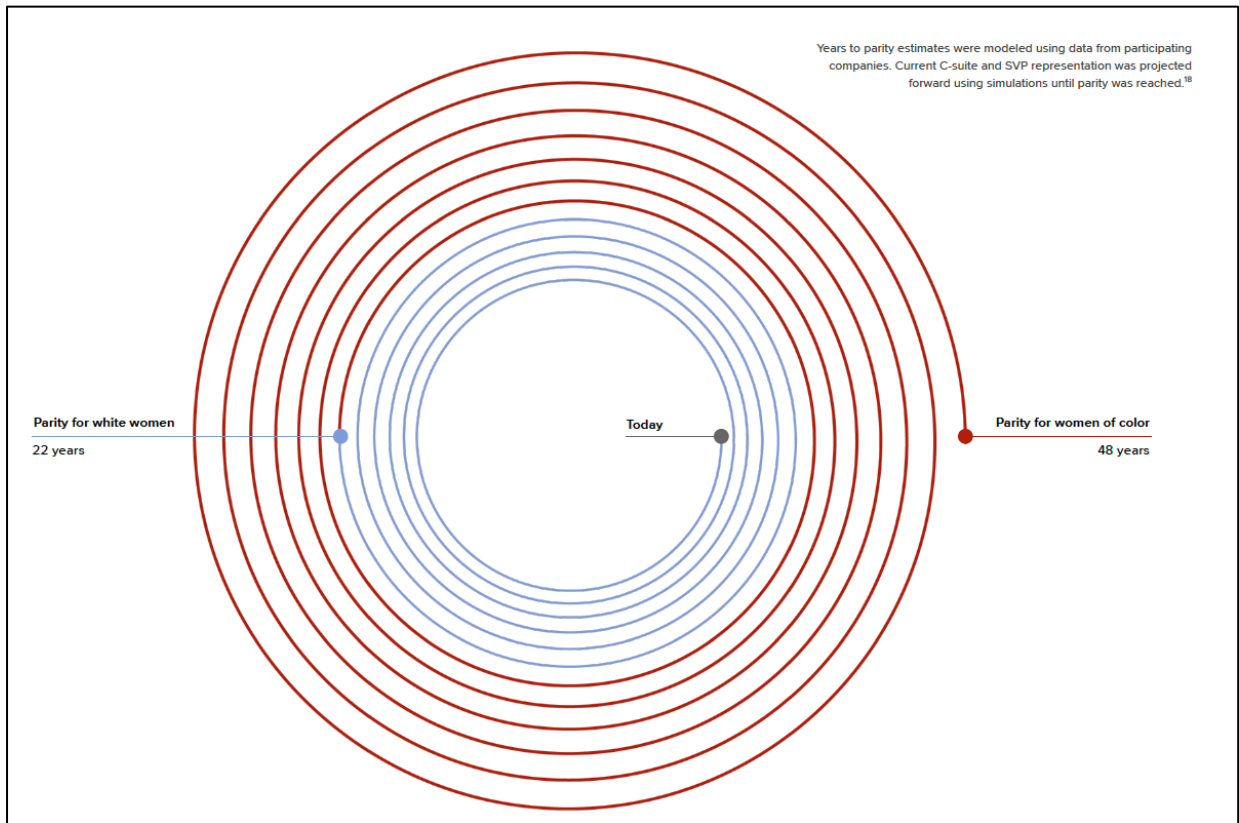 Years to parity estimates were modeled using data from participating
companies. Current C-suite and SVP representation was projected
forward using simulations until parity was reached.18
Parity for white women
22 years
Today
Parity for women of color
48 years